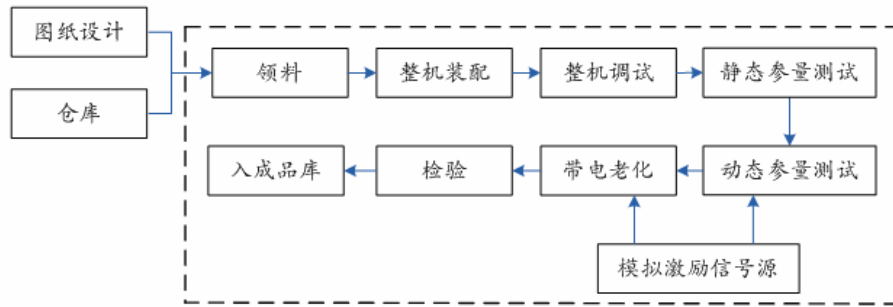 图纸设计
仓库
领料
整机装配
整机调试
静态参量测试
入成品库
检验
带电老化
动态参量测试
模拟激励信号源